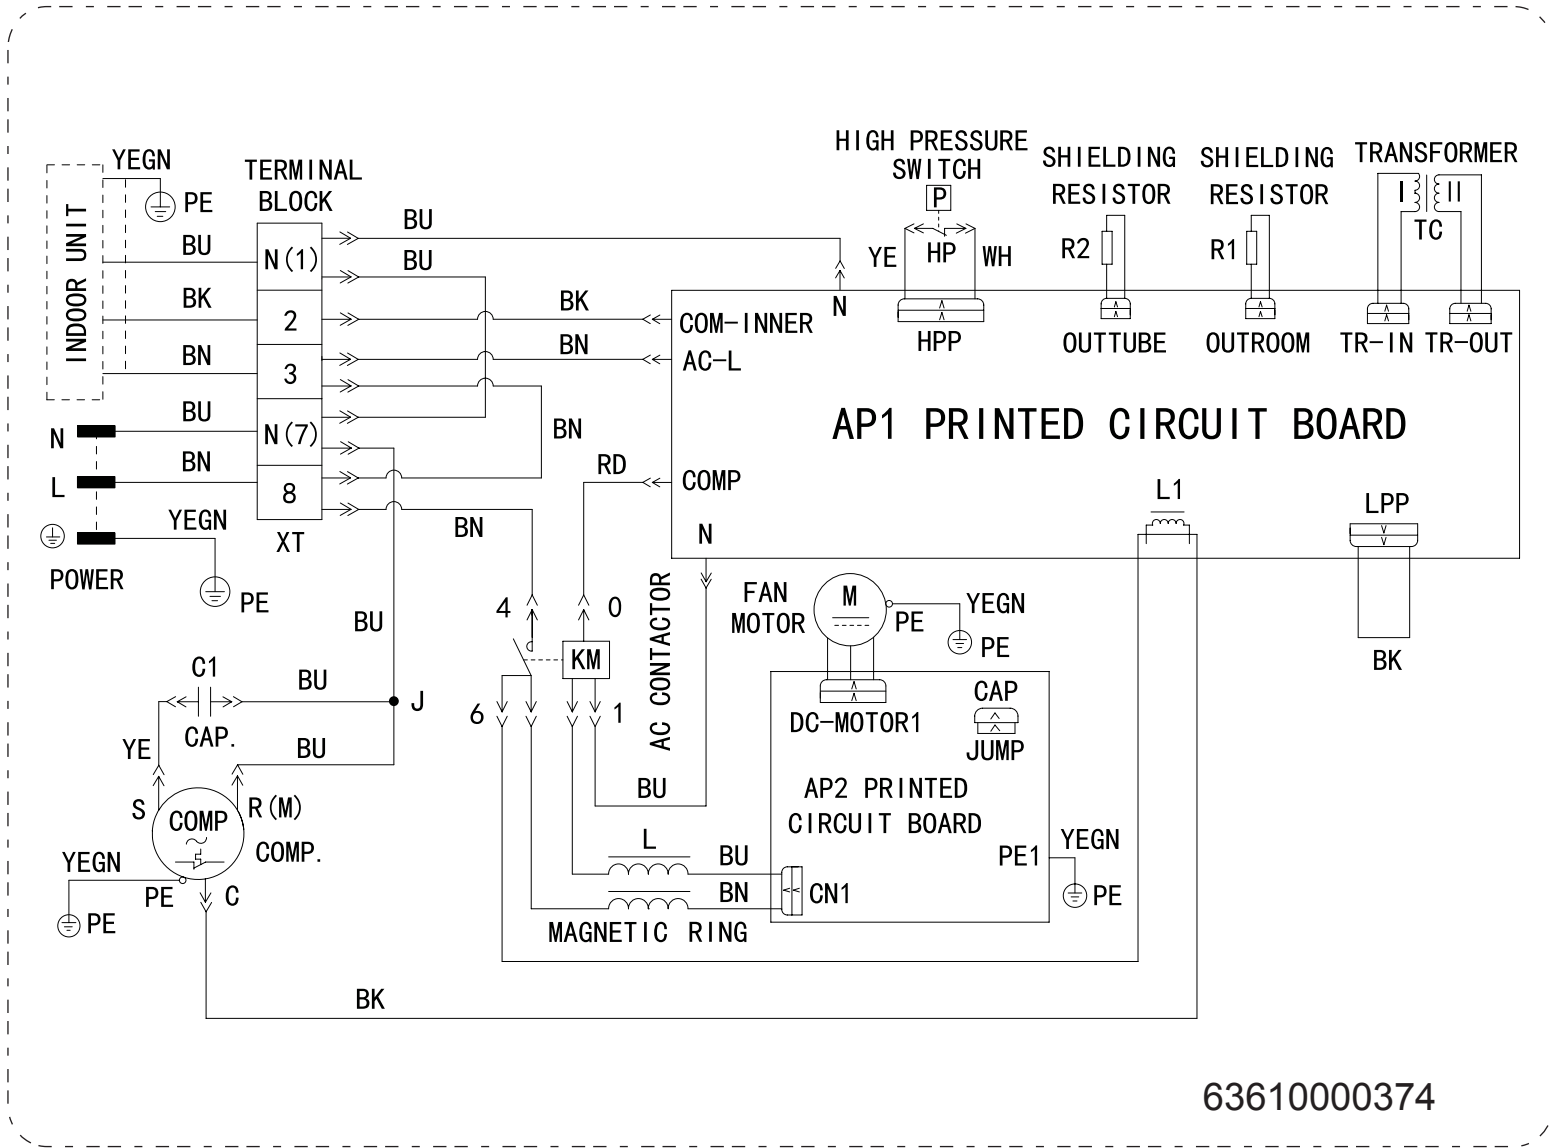 HIGH PRESSURE
SWITCH
P
YE
HP
WH
HPP
SHIELDING
RESISTOR
R2
OUTTUBE
SHIELDING
RESISTOR
R1
OUTROOM
TRANSFORMER
I
II
TC
TR-IN
TR-OUT
YEGN
PE
INDOOR UNIT
BU
BK
BN
TERMINAL
BLOCK
N(1)
2
3
N(7)
8
XT
BU
BU
BK
BN
BN
BN
N
BU
L
BN
YEGN
POWER
PE
N
COM-INNER
AC-L
AP1 PRINTED CIRCUIT BOARD
RD
COMP
N
L1
LPP
BK
4
0
KM
6
1
AC CONTACTOR
BU
FAN
MOTOR
M
PE
YEGN
PE
DC-MOTOR1
CAP
JUMP
AP2 PRINTED
CIRCUIT BOARD
PE1
YEGN
PE
CN1
L
BU
BN
MAGNETIC RING
BU
C1
BU
J
CAP.
YE
BU
S
R(M)
COMP
COMP.
YEGN
PE
PE
C
BK
63610000374